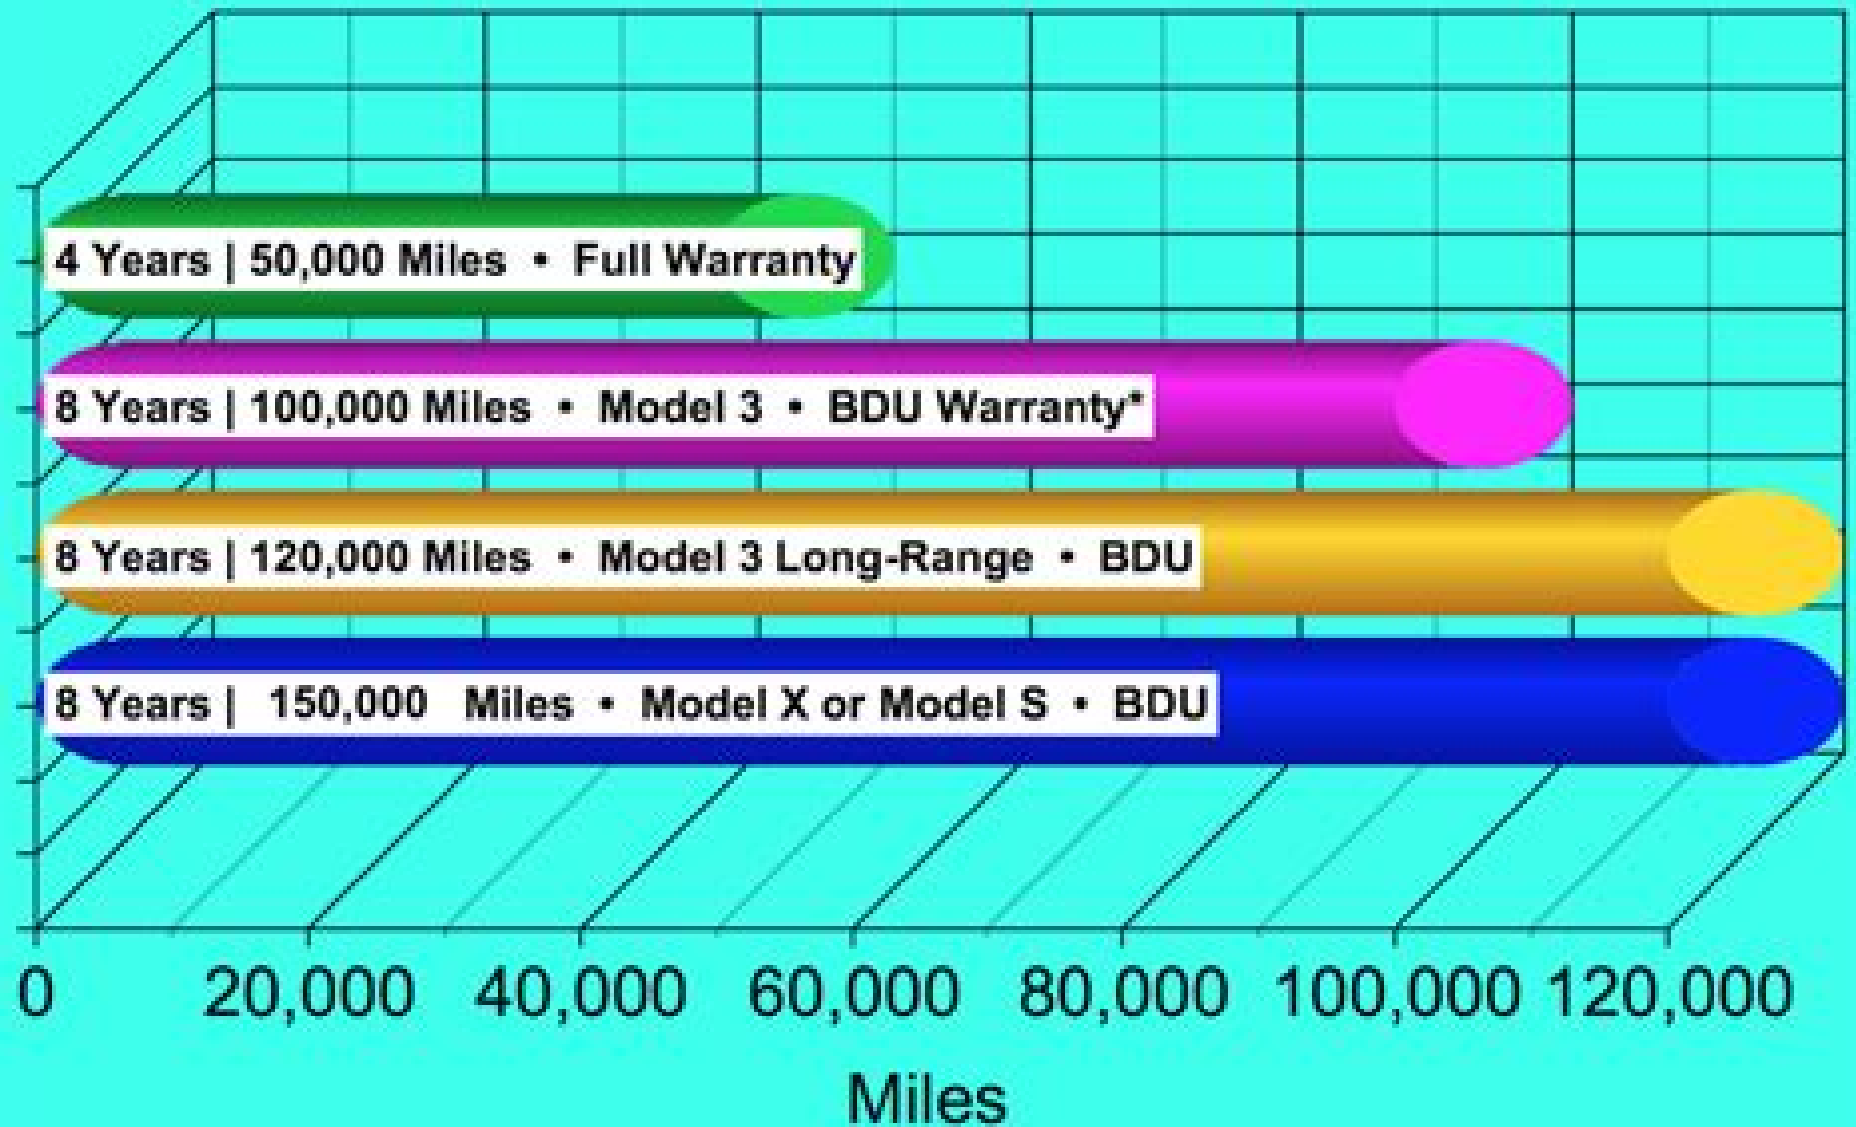 4 Years | 50,000 Miles • Full Warranty
8 Years | 100,000 Miles • Model 3 • BDU Warranty*
8 Years | 120,000 Miles • Model 3 Long-Range • BDU
8 Years | 150,000 Miles • Model X or Model S • BDU
0 20,000 40,000 60,000 80,000 100,000 120,000
Miles